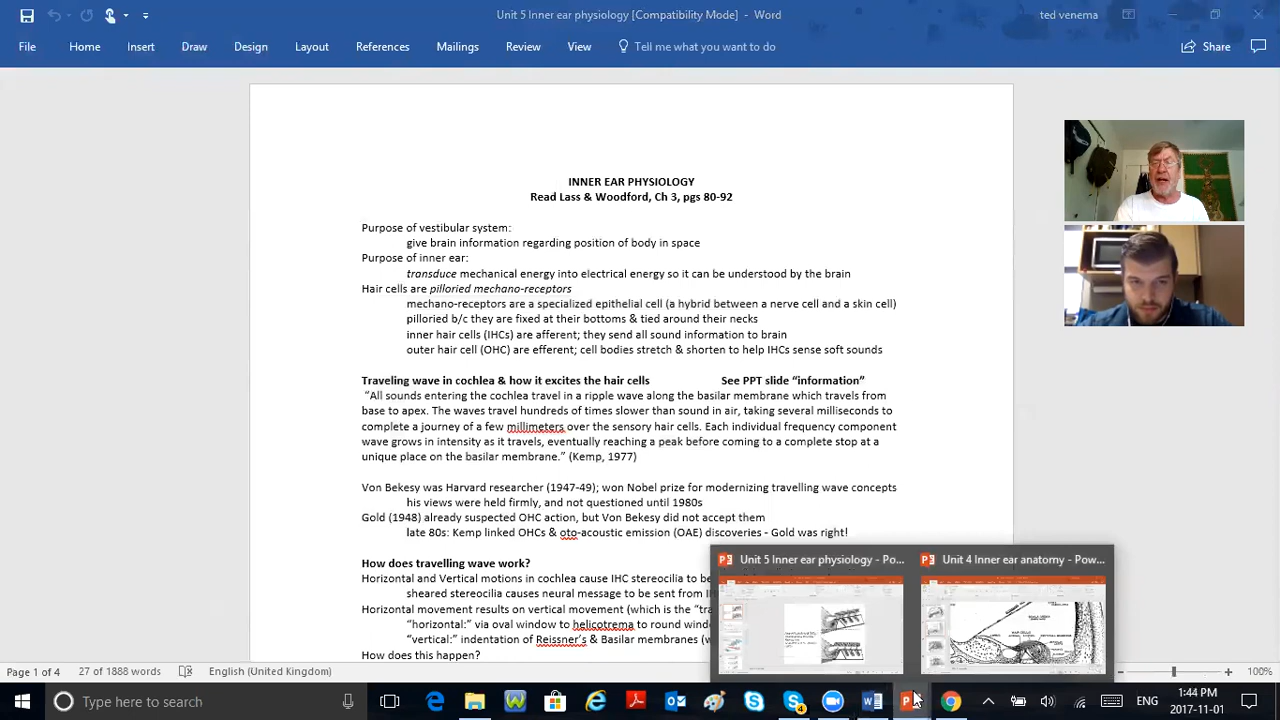 Unit 5 Inner ear physiology [Compatibility Mode] - Word
ted venema
File Home Insert Draw Design Layout References Mailings Review View Tell me what you want to do Share
INNER EAR PHYSIOLOGY
Read Lass & Woodford, Ch 3, pgs 80-92
Purpose of vestibular system:
give brain information regarding position of body in space
Purpose of inner ear:
transduce mechanical energy into electrical energy so it can be understood by the brain
Hair cells are pilloried mechano-receptors
mechano-receptors are a specialized epithelial cell (a hybrid between a nerve cell and a skin cell)
pilloried b/c they are fixed at their bottoms & tied around their necks
inner hair cells (IHCs) are afferent; they send all sound information to brain
outer hair cell (OHC) are efferent; cell bodies stretch & shorten to help IHCs sense soft sounds
Traveling wave in cochlea & how it excites the hair cells See PPT slide “information”
“All sounds entering the cochlea travel in a ripple wave along the basilar membrane which travels from
base to apex. The waves travel hundreds of times slower than sound in air, taking several milliseconds to
complete a journey of a few millimeters over the sensory hair cells. Each individual frequency component
wave grows in intensity as it travels, eventually reaching a peak before coming to a complete stop at a
unique place on the basilar membrane.” (Kemp, 1977)
Von Bekesy was Harvard researcher (1947-49); won Nobel prize for modernizing travelling wave concepts
his views were held firmly, and not questioned until 1980s
Gold (1948) already suspected OHC action, but Von Bekesy did not accept them
late 80s: Kemp linked OHCs & oto-acoustic emission (OAE) discoveries - Gold was right!
How does travelling wave work?
Horizontal and Vertical motions in cochlea cause IHC stereocilia to be
sheared stereocilia causes neural message to be sent from
Horizontal movement results on vertical movement (which is the
“horizontal:” via oval window to helicotrema to round
“vertical:” indentation of Reissner’s & Basilar membranes
How does this happen?
Unit 5 Inner ear physiology - Po...
Unit 4 Inner ear anatomy - Pow...
Page 1 of 4 27 of 1888 words English (United Kingdom) 100%
Type here to search
4
ENG
1:44 PM
2017-11-01